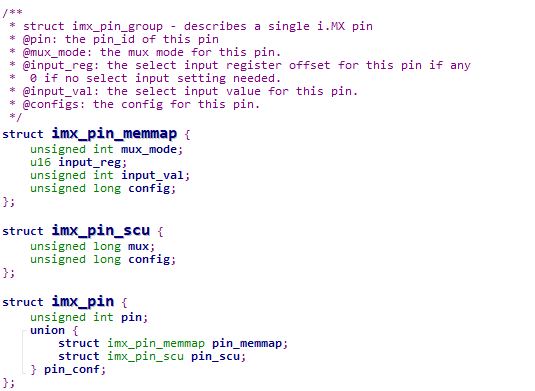 /**
 * struct imx_pin_group - describes a single i.MX pin
 * @pin: the pin_id of this pin
 * @mux_mode: the mux mode for this pin.
 * @input_reg: the select input register offset for this pin if any
 *  0 if no select input setting needed.
 * @input_val: the select input value for this pin.
 * @configs: the config for this pin.
 */
struct imx_pin_memmap {
    unsigned int mux_mode;
    u16 input_reg;
    unsigned int input_val;
    unsigned long config;
};

struct imx_pin_scu {
    unsigned long mux;
    unsigned long config;
};

struct imx_pin {
    unsigned int pin;
    union {
        struct imx_pin_memmap pin_memmap;
        struct imx_pin_scu pin_scu;
    } pin_conf;
};